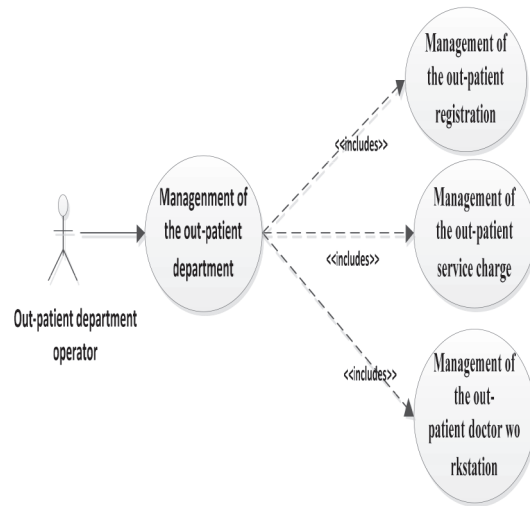 Management of
the out-patient
registration
<<includes>>
Managenment of
the out-patient
department
Management of
the out-patient
service charge
<<includes>>
Out-patient department
operator
<<includes>>
Management of
the out-
patient doctor wo
rkstation